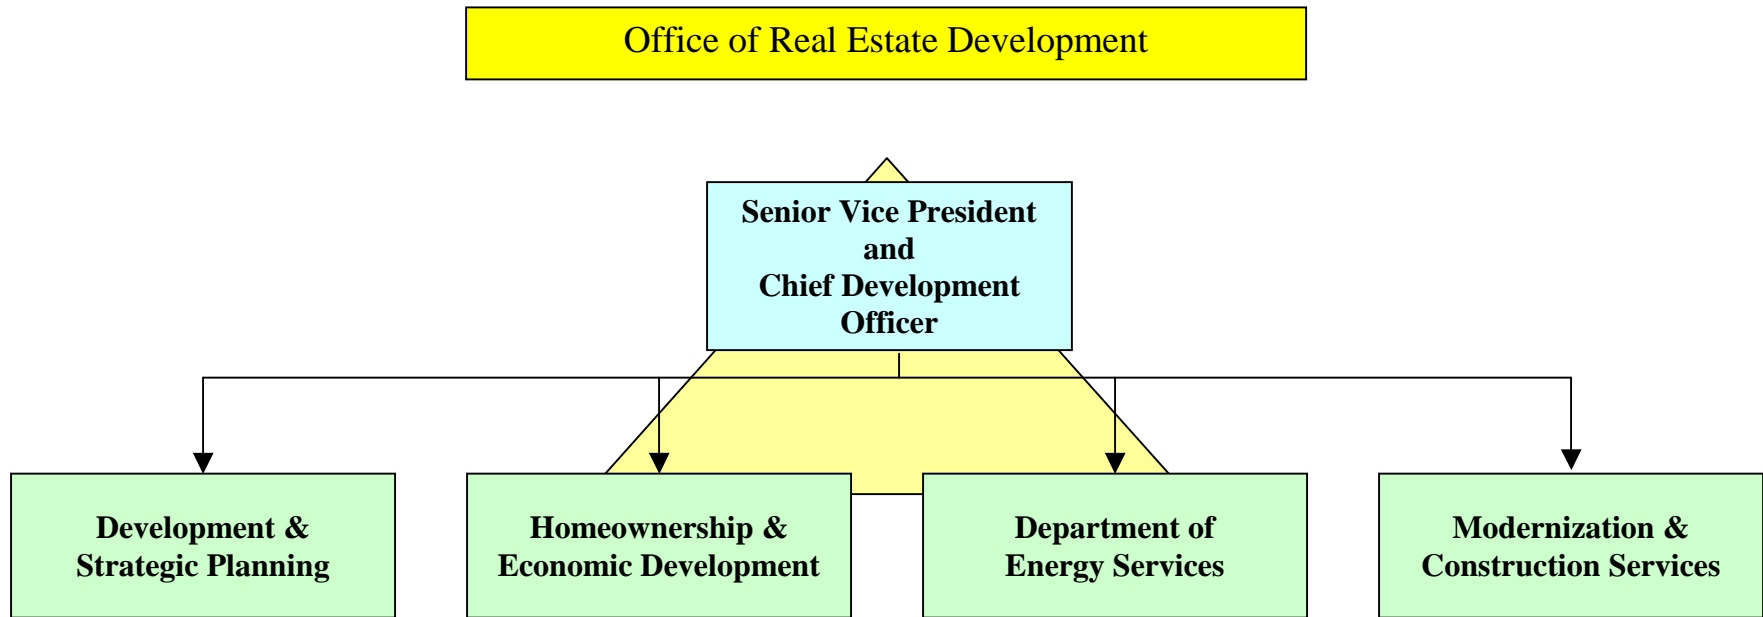 Office of Real Estate Development
Senior Vice President
and
Chief Development
Officer
Development &
Strategic Planning
Homeownership &
Economic Development
Department of
Energy Services
Modernization &
Construction Services